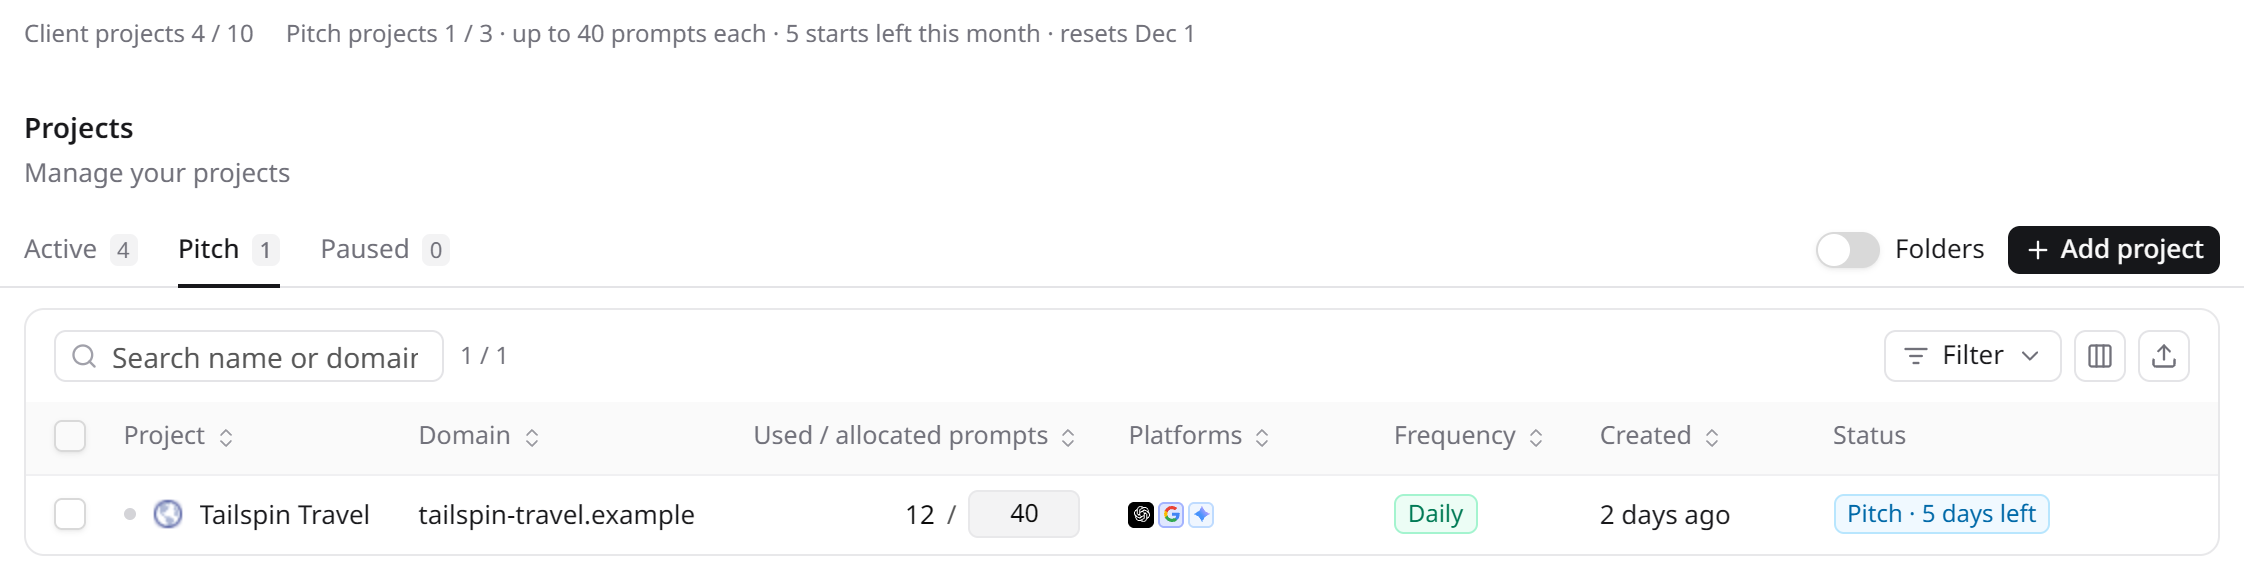 Client projects 4 / 10 Pitch projects 1 / 3 · up to 40 prompts each · 5 starts left this month · resets Dec 1
Projects
Manage your projects
Active 4 Pitch 1 Paused 0 Folders + Add project
Search name or domain 1 / 1 Filter
Project Domain Used / allocated prompts Platforms Frequency Created Status
Tailspin Travel tailspin-travel.example 12 / 40 Daily 2 days ago Pitch · 5 days left